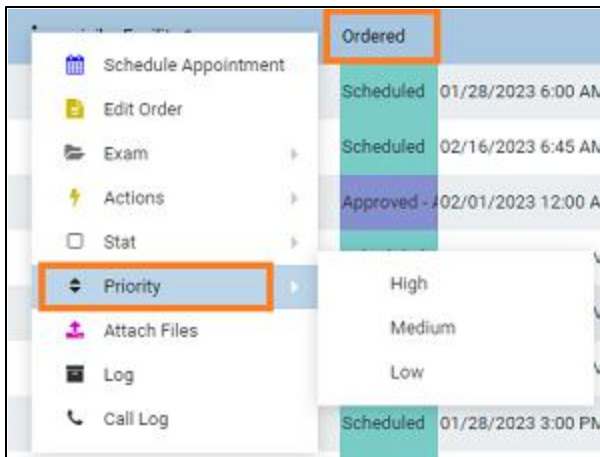 Ordered
Schedule Appointment
Scheduled 01/28/2023 6:00 AM
Edit Order
Exam
Scheduled 02/16/2023 6:45 AM
Actions
Approved - 02/01/2023 12:00 A
Stat
Priority
High
Medium
Attach Files
Low
Log
Call Log
Scheduled 01/28/2023 3:00 PM